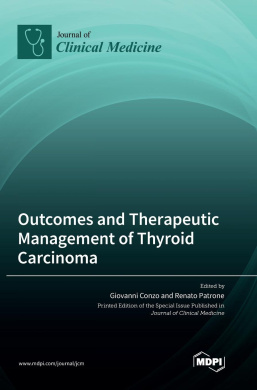 Journal of
Clinical Medicine
Outcomes and Therapeutic
Management of Thyroid
Carcinoma
Edited by
Giovanni Conzo and Renato Patrone
Printed Edition of the Special Issue Published in
Journal of Clinical Medicine
www.mdpi.com/journal/jcm
MDPI